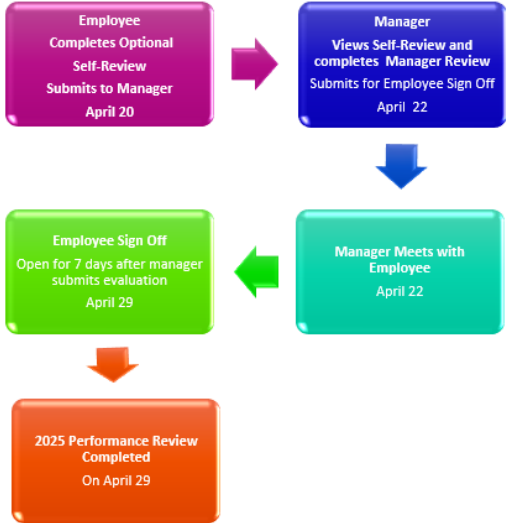 Employee
Completes Optional
Self-Review
Submits to Manager
April 20
Manager
Views Self-Review and
completes Manager Review
Submits for Employee Sign Off
April 22
Manager Meets with
Employee
April 22
Employee Sign Off
Open for 7 days after manager
submits evaluation
April 29
2025 Performance Review
Completed
On April 29